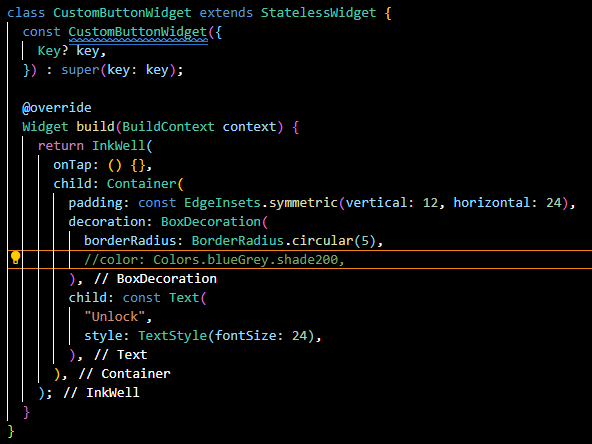 class CustomButtonWidget extends StatelessWidget {
  const CustomButtonWidget({
    Key? key,
  }) : super(key: key);

  @override
  Widget build(BuildContext context) {
    return InkWell(
      onTap: () {},
      child: Container(
        padding: const EdgeInsets.symmetric(vertical: 12, horizontal: 24),
        decoration: BoxDecoration(
          borderRadius: BorderRadius.circular(5),
          //color: Colors.blueGrey.shade200,
        ), // BoxDecoration
        child: const Text(
          "Unlock",
          style: TextStyle(fontSize: 24),
        ), // Text
      ), // Container
    ); // InkWell
  }
}